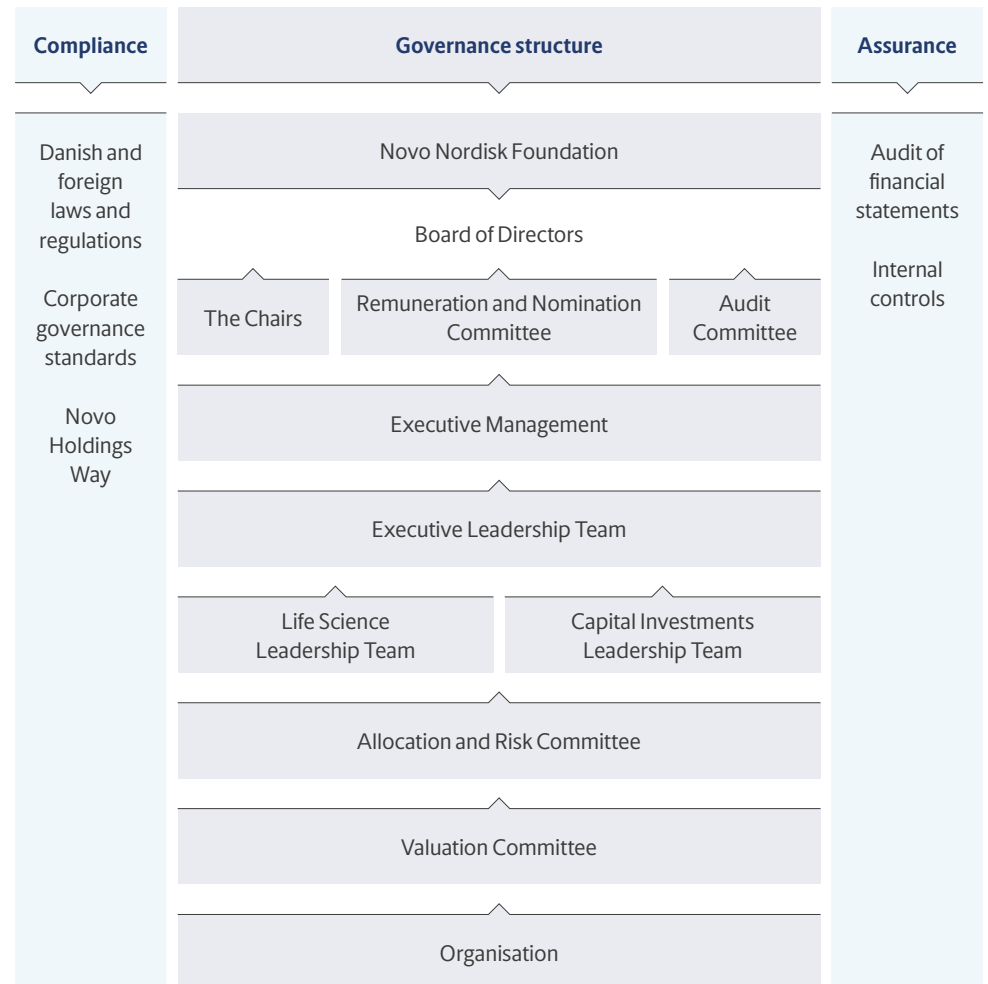 Compliance
Danish and
foreign
laws and
regulations
Corporate
governance
standards
Novo
Holdings
Way
Governance structure
Novo Nordisk Foundation
Board of Directors
The Chairs
Remuneration and Nomination
Committee
Audit
Committee
Executive Management
Executive Leadership Team
Life Science
Leadership Team
Capital Investments
Leadership Team
Allocation and Risk Committee
Valuation Committee
Organisation
Assurance
Audit of
financial
statements
Internal
controls